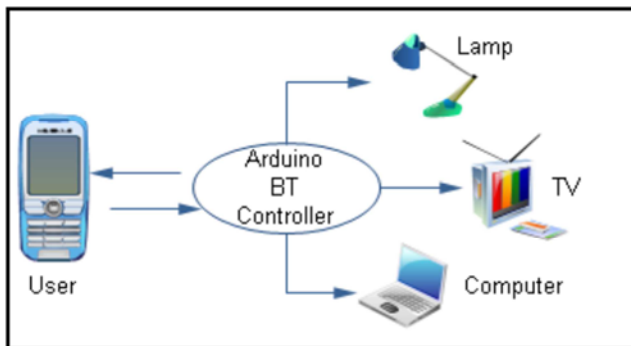 Lamp
Arduino
BT
Controller
TV
User
Computer